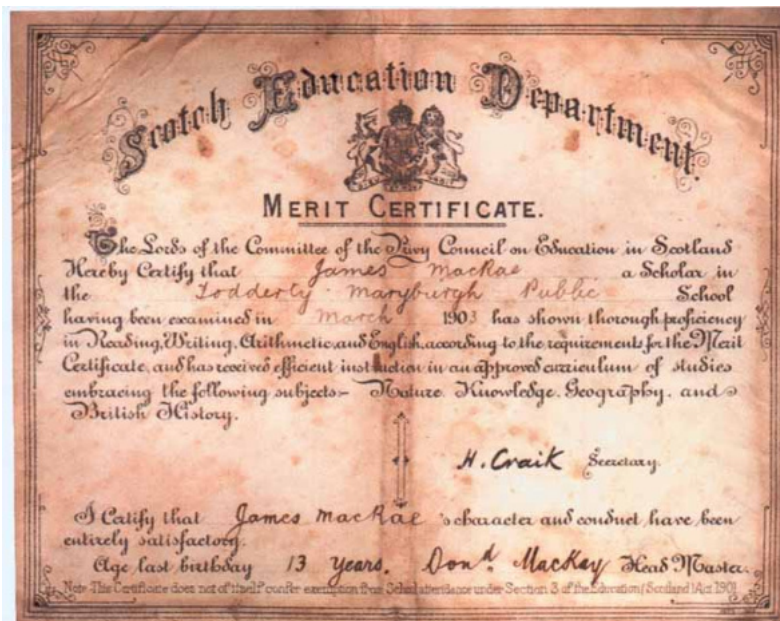 Scotch Education Department.
MERIT CERTIFICATE.
The Lords of the Committee of the Privy Council on Education in Scotland
Hereby Certify that James MacRae a Scholar in
the Fodderty Maryburgh Public School
having been examined in March 1903 has shown thorough proficiency
in Reading, Writing, Arithmetic, and English, according to the requirements for the Merit
Certificate, and has received efficient instruction in an approved curriculum of studies
embracing the following subjects:- Nature Knowledge, Geography, and
British History.
H. Craik Secretary.
I Certify that James MacRae's character and conduct have been
entirely satisfactory.
Age last birthday 13 years. Dond MacKay Head Master.
Note-This Certificate does not of itself confer exemption from School attendance under Section 3 of the Education (Scotland) Act 1901